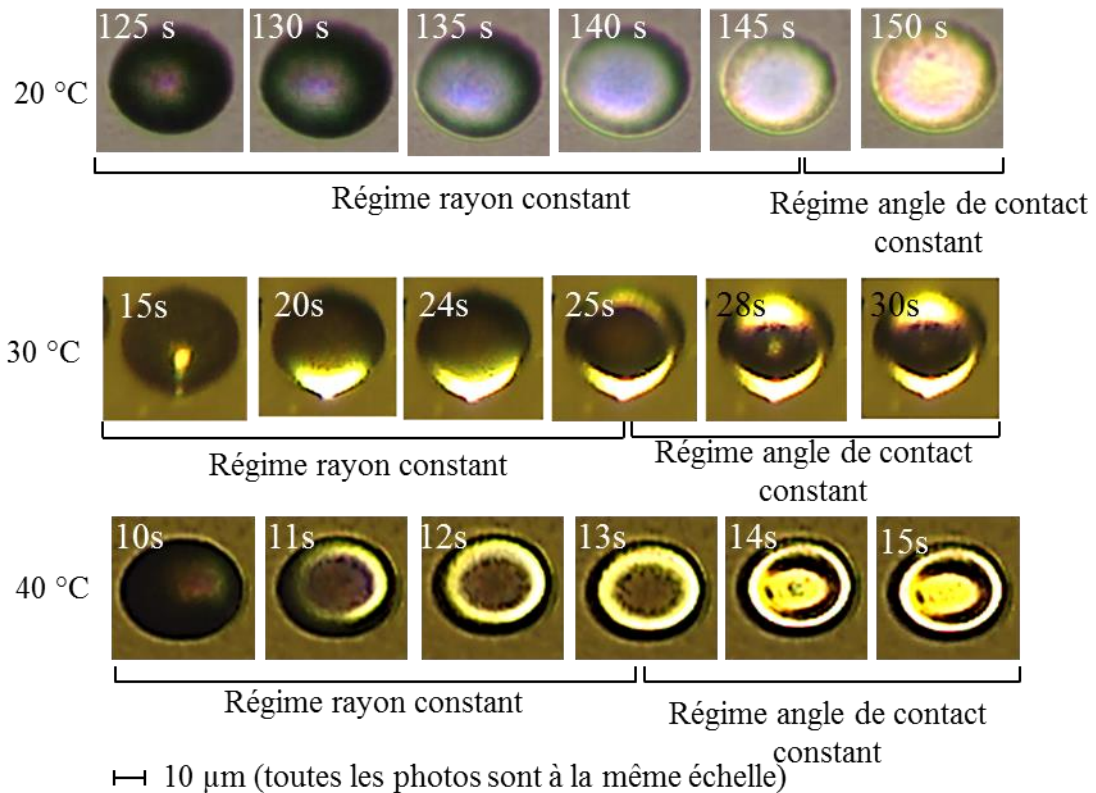 125 s 130 s 135 s 140 s 145 s 150 s
20 °C
Régime rayon constant
Régime angle de contact
constant
15s 20s 24s 25s 28s 30s
30 °C
Régime rayon constant
Régime angle de contact
constant
10s 11s 12s 13s 14s 15s
40 °C
Régime rayon constant
Régime angle de contact
constant
10 µm (toutes les photos sont à la même échelle)